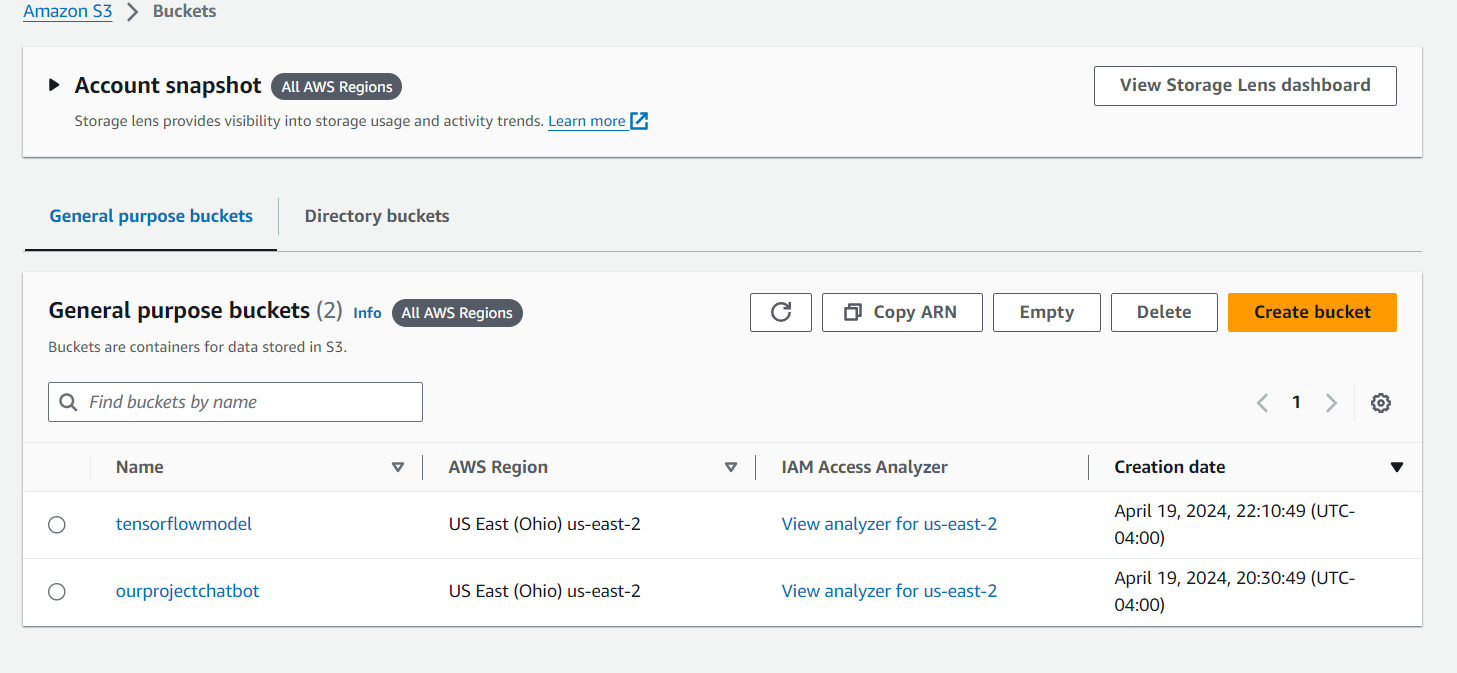 Amazon S3 > Buckets
Account snapshot All AWS Regions
View Storage Lens dashboard
Storage lens provides visibility into storage usage and activity trends. Learn more
General purpose buckets
Directory buckets
General purpose buckets (2) Info All AWS Regions
Copy ARN
Empty
Delete
Create bucket
Buckets are containers for data stored in S3.
Find buckets by name
1
Name
AWS Region
IAM Access Analyzer
Creation date
tensorflowmodel
US East (Ohio) us-east-2
View analyzer for us-east-2
April 19, 2024, 22:10:49 (UTC-
04:00)
ourprojectchatbot
US East (Ohio) us-east-2
View analyzer for us-east-2
April 19, 2024, 20:30:49 (UTC-
04:00)